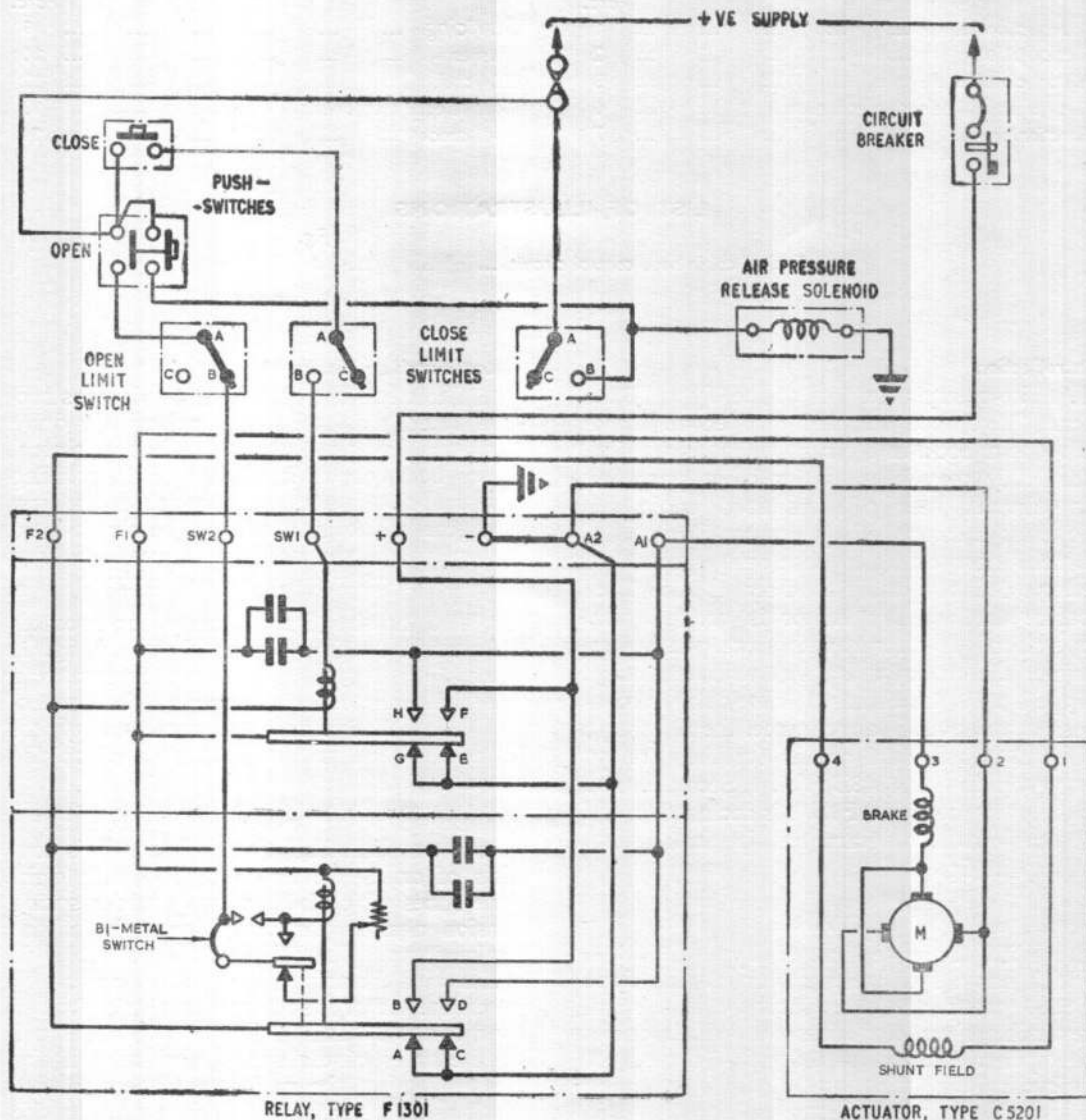 +VE SUPPLY
CLOSE
CIRCUIT
BREAKER
PUSH-
-SWITCHES
OPEN
AIR PRESSURE
RELEASE SOLENOID
OPEN
LIMIT
SWITCH
A
C
B
A
B
C
CLOSE
LIMIT
SWITCHES
A
C
B
F2
F1
SW2
SW1
+
-
A2
A1
H
F
G
E
4
3
2
1
BRAKE
M
BI-METAL
SWITCH
B
D
A
C
SHUNT FIELD
RELAY, TYPE F1301
ACTUATOR, TYPE C5201